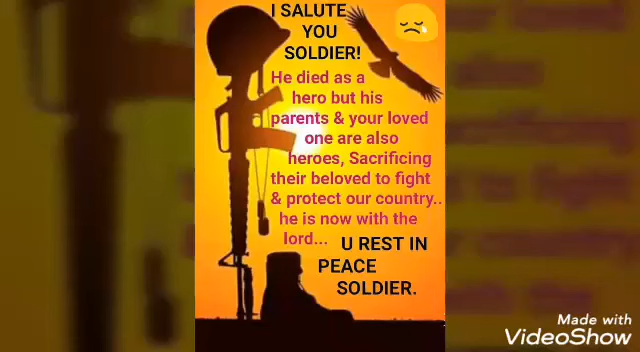 I SALUTE
YOU
SOLDIER!
He died as a
hero but his
parents & your loved
one are also
heroes, Sacrificing
their beloved to fight
& protect our country..
he is now with the
lord...
U REST IN
PEACE
SOLDIER.
Made with
VideoShow